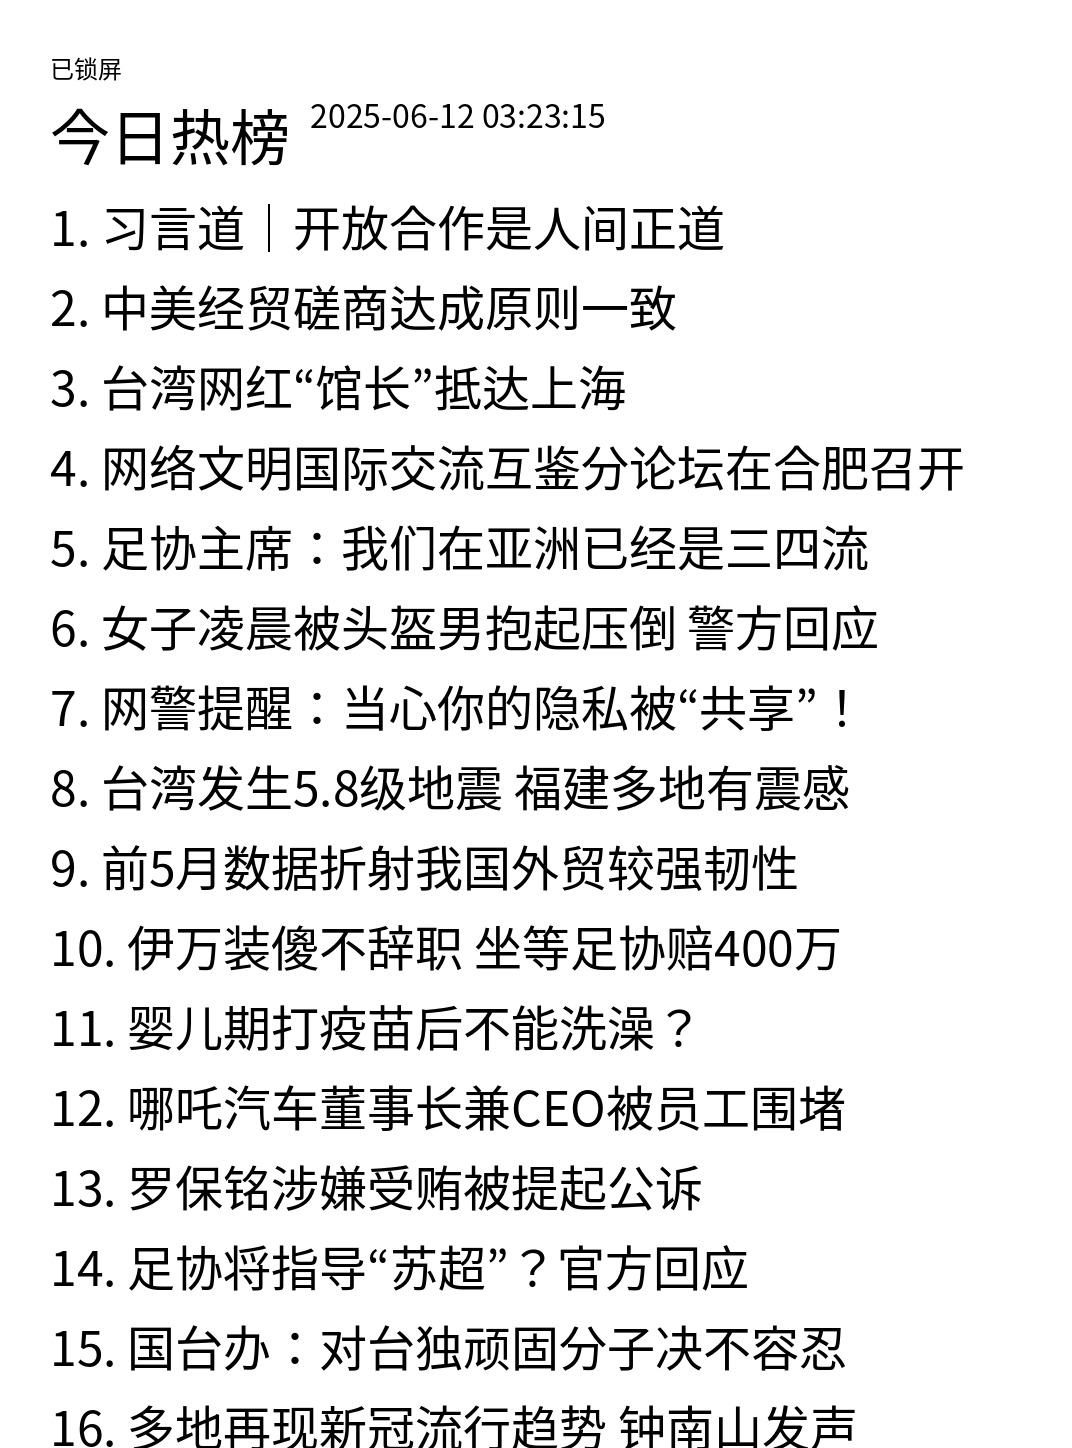 已锁屏
今日热榜 2025-06-12 03:23:15
1. 习言道｜开放合作是人间正道
2. 中美经贸磋商达成原则一致
3. 台湾网红“馆长”抵达上海
4. 网络文明国际交流互鉴分论坛在合肥召开
5. 足协主席：我们在亚洲已经是三四流
6. 女子凌晨被头盔男抱起压倒 警方回应
7. 网警提醒：当心你的隐私被“共享”！
8. 台湾发生5.8级地震 福建多地有震感
9. 前5月数据折射我国外贸较强韧性
10. 伊万装傻不辞职 坐等足协赔400万
11. 婴儿期打疫苗后不能洗澡？
12. 哪吒汽车董事长兼CEO被员工围堵
13. 罗保铭涉嫌受贿被提起公诉
14. 足协将指导“苏超”？官方回应
15. 国台办：对台独顽固分子决不容忍
16. 多地再现新冠流行趋势 钟南山发声